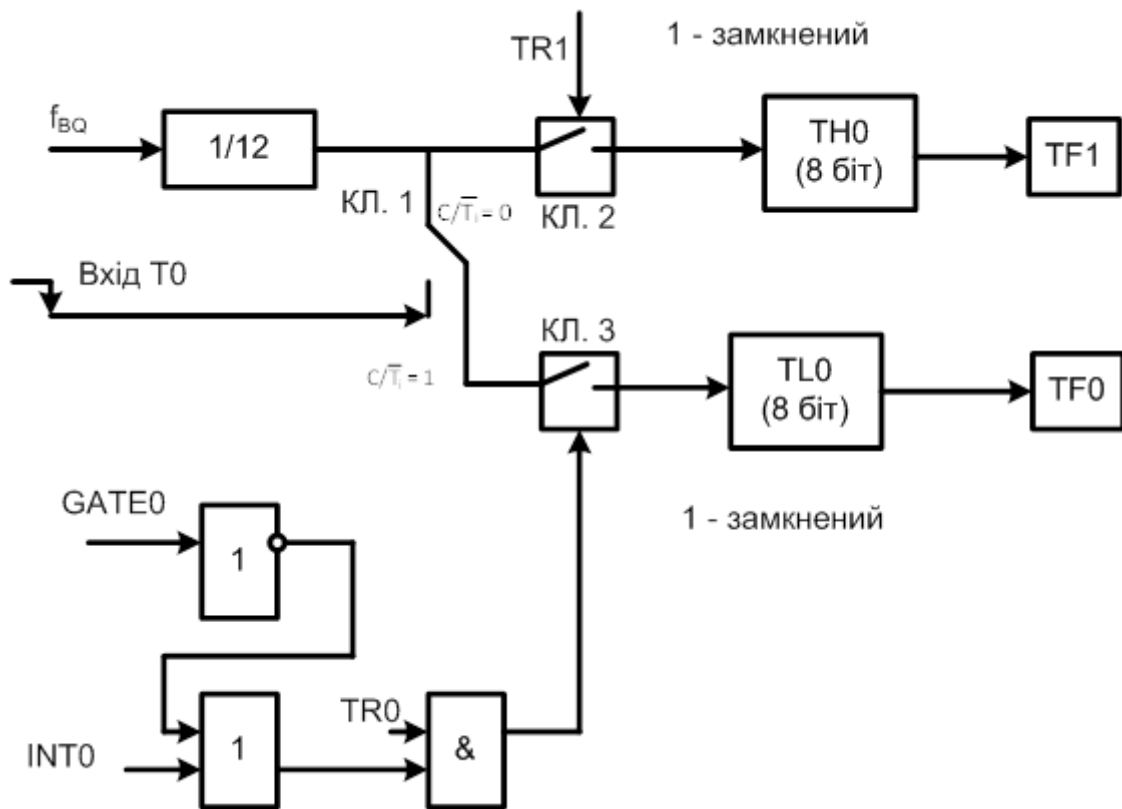 TR1
1 - замкнений
f_BQ
1/12
TH0
(8 біт)
TF1
КЛ. 1
C/T̅ᵢ = 0
КЛ. 2
Вхід T0
КЛ. 3
C/T̅ᵢ = 1
TL0
(8 біт)
TF0
GATE0
1
1 - замкнений
TR0
INT0
1
&